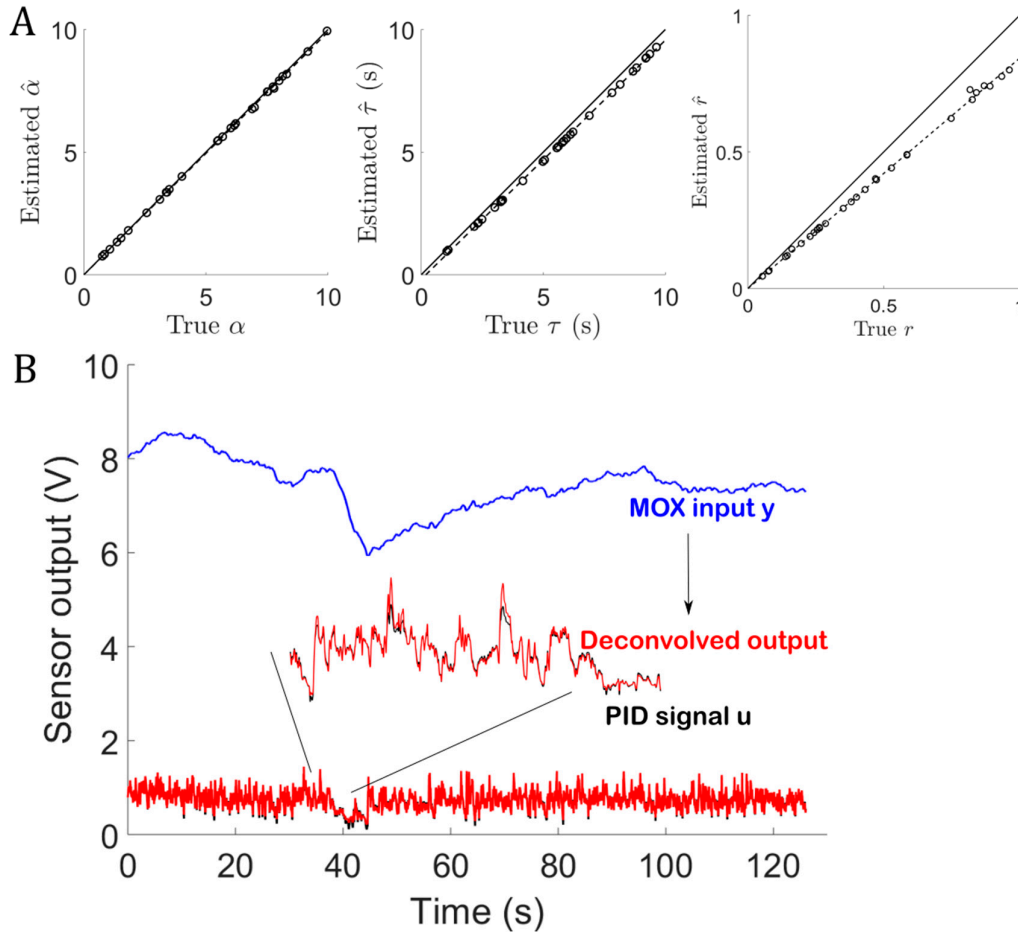 A
10
5
0
0
5
10
Estimated α̂
True α
10
5
0
0
5
10
Estimated τ̂ (s)
True τ (s)
1
0.5
0
0
0.5
1
Estimated r̂
True r
B
10
8
6
4
2
0
0
20
40
60
80
100
120
Sensor output (V)
Time (s)
MOX input y
Deconvolved output
PID signal u